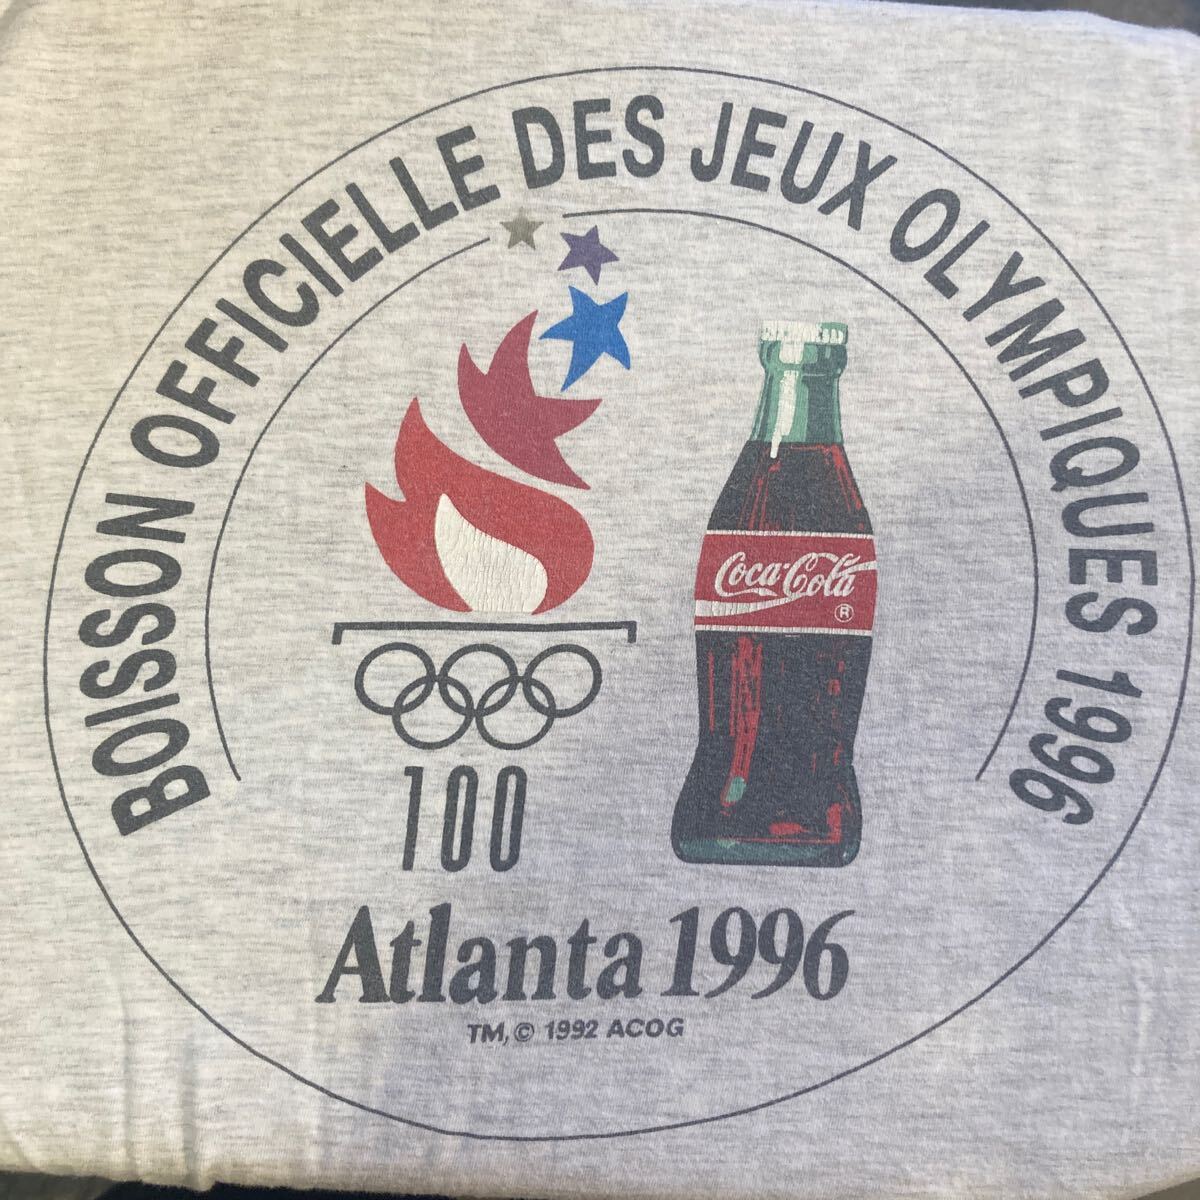 BOISSON OFFICIELLE DES JEUX OLYMPIQUES 1996
Coca-Cola
®
100
Atlanta 1996
TM, © 1992 ACOG